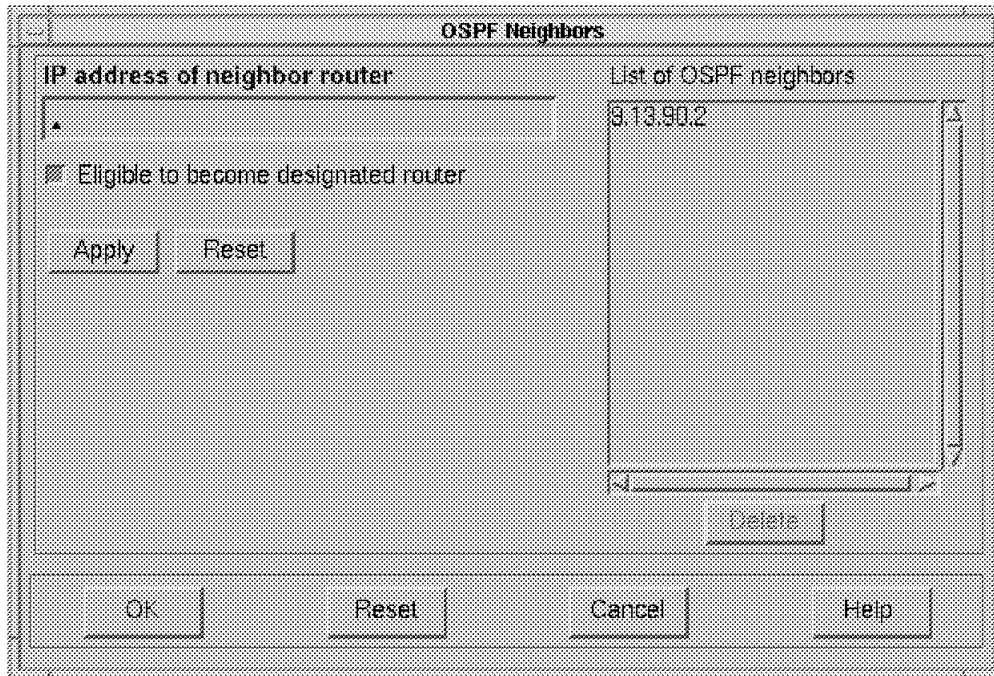 OSPF Neighbors
IP address of neighbor router
Eligible to become designated router
Apply
Reset
List of OSPF neighbors
9.13.90.2
Delete
OK
Reset
Cancel
Help